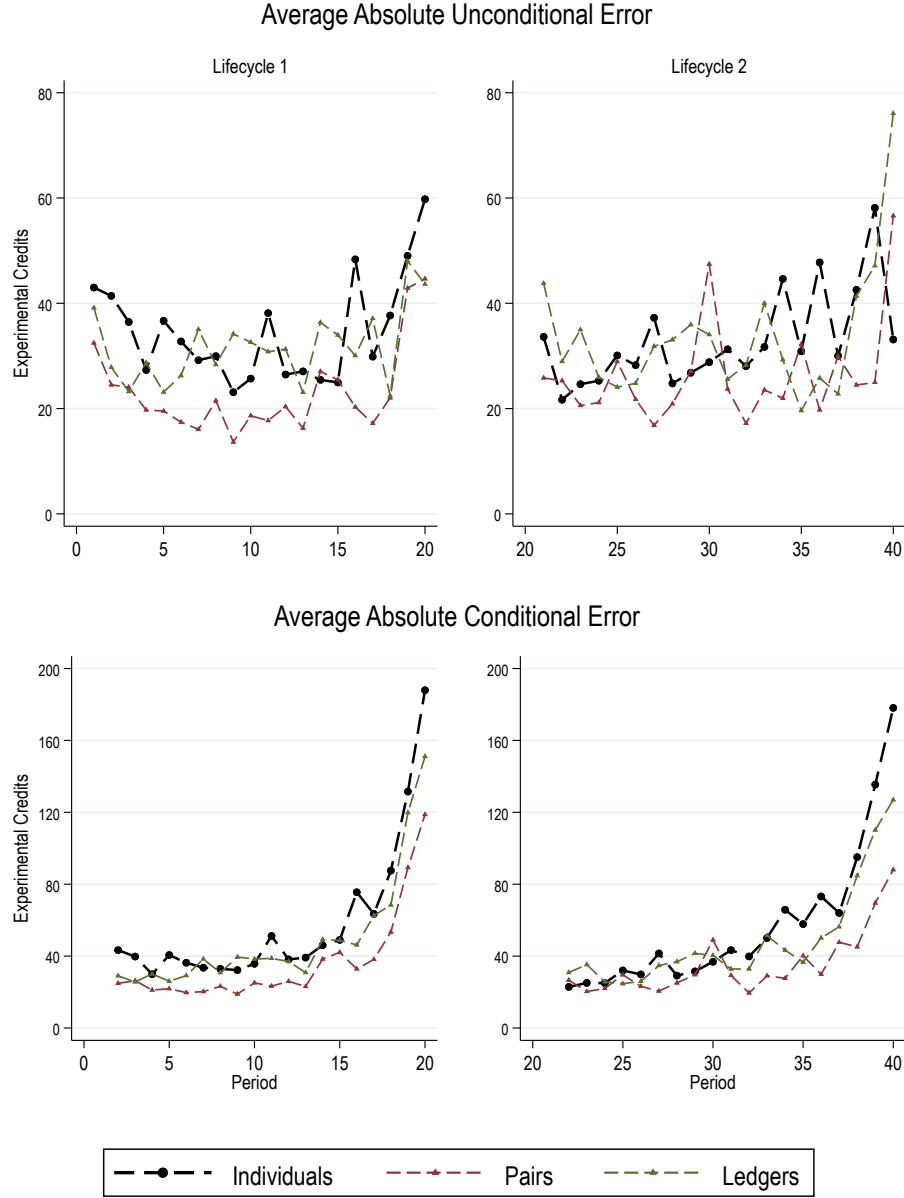 Average Absolute Unconditional Error
Lifecycle 1
Lifecycle 2
Experimental Credits
80
60
40
20
0
0 5 10 15 20
80
60
40
20
0
20 25 30 35 40
Average Absolute Conditional Error
Experimental Credits
200
160
120
80
40
0
0 5 10 15 20
Period
200
160
120
80
40
0
20 25 30 35 40
Period
Individuals Pairs Ledgers